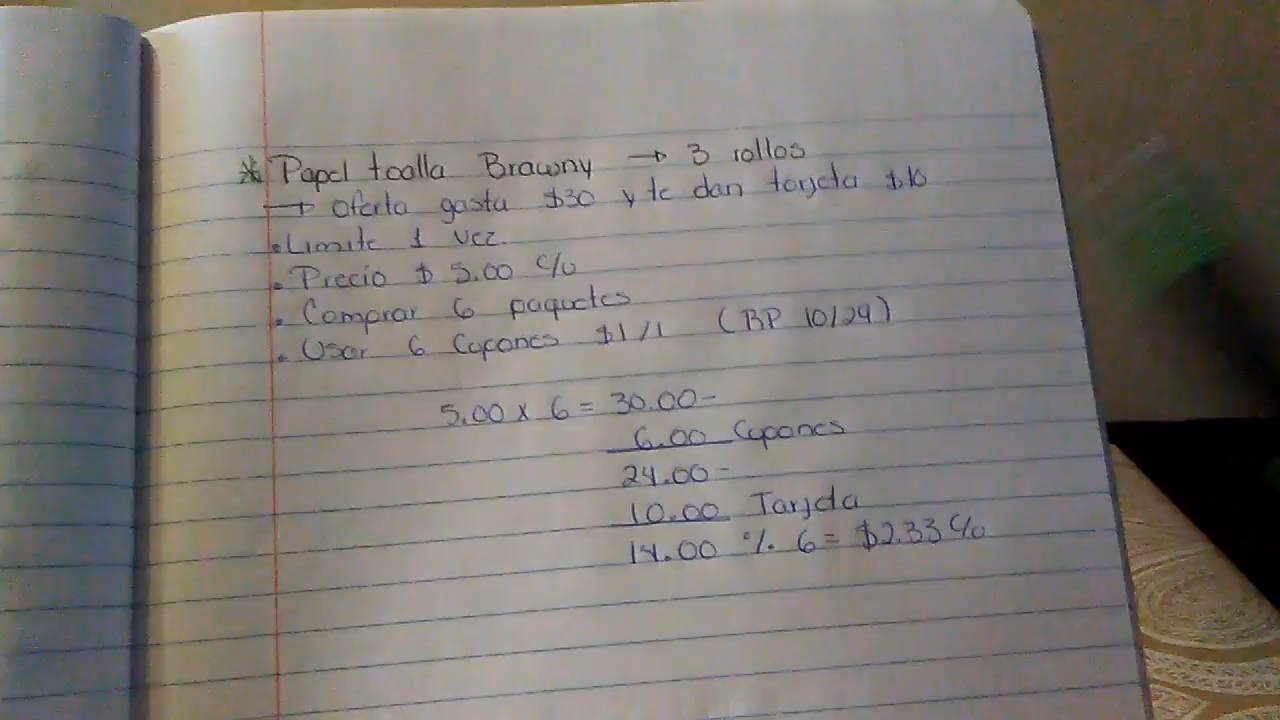 * Papel toalla Brawny → 3 rollos
→ oferta gasta $30 y te dan tarjeta $10
• Limite 1 vez.
• Precio $ 5.00 c/u
• Comprar 6 paquetes
• Usar 6 Cupones $1/1 (BP 10/29)
5.00 x 6 = 30.00-
6.00 Cupones
24.00-
10.00 Tarjeta
14.00 % 6 = $2.33 c/u